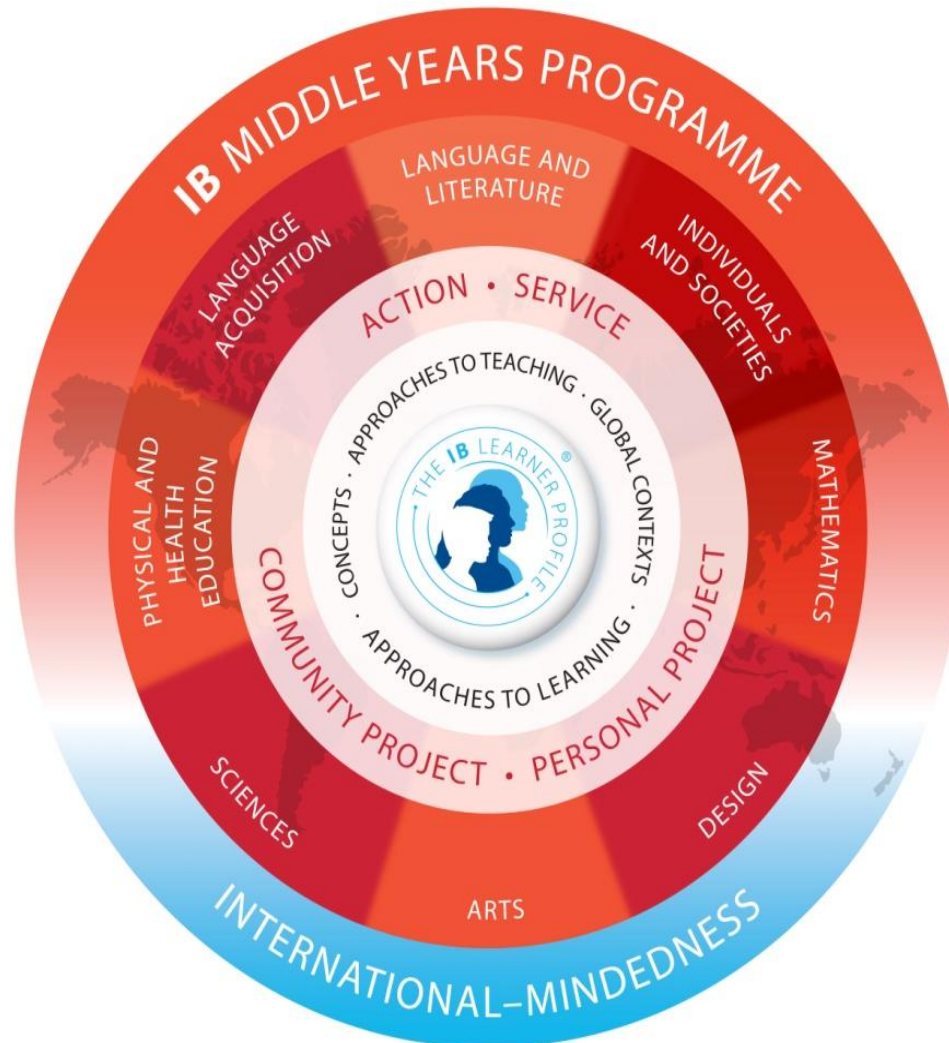 IB MIDDLE YEARS PROGRAMME
LANGUAGE AND
LITERATURE
INDIVIDUALS
AND SOCIETIES
MATHEMATICS
DESIGN
ARTS
SCIENCES
PHYSICAL AND
HEALTH
EDUCATION
LANGUAGE
ACQUISITION
ACTION • SERVICE
PERSONAL PROJECT
•
COMMUNITY PROJECT
APPROACHES TO TEACHING · GLOBAL CONTEXTS · APPROACHES TO LEARNING · CONCEPTS ·
THE IB LEARNER PROFILE ®
INTERNATIONAL–MINDEDNESS